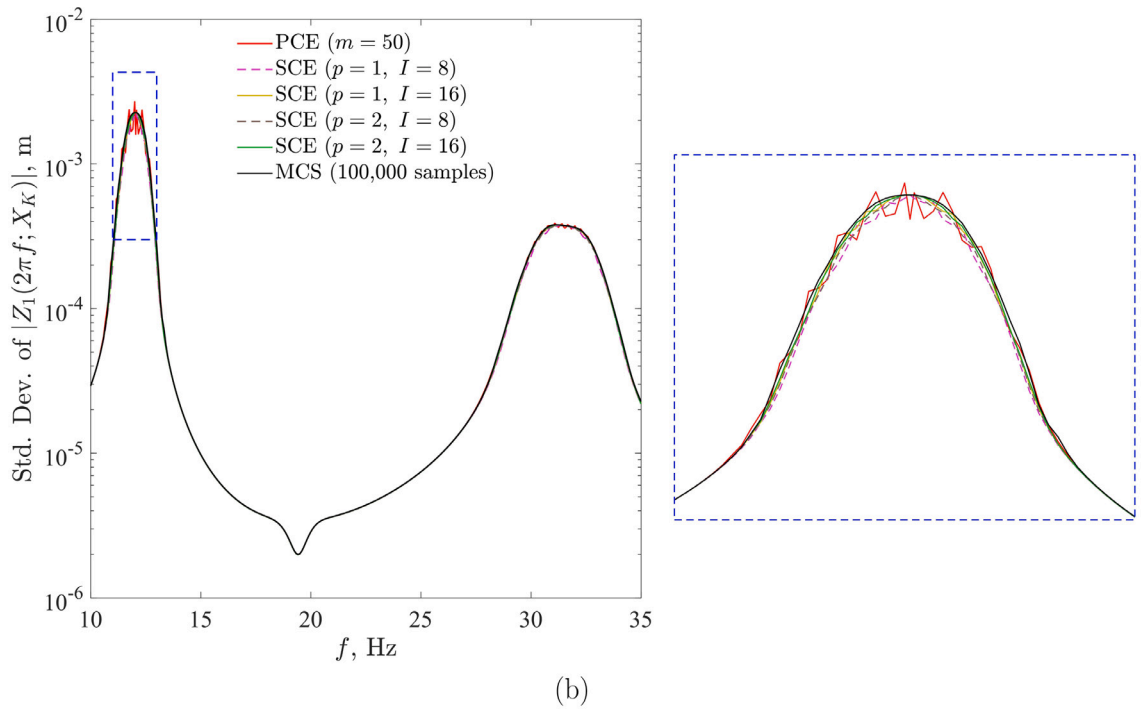 10⁻²
10⁻³
10⁻⁴
10⁻⁵
10⁻⁶
Std. Dev. of |Z₁(2πf; X_K)|, m
PCE (m = 50)
SCE (p = 1, I = 8)
SCE (p = 1, I = 16)
SCE (p = 2, I = 8)
SCE (p = 2, I = 16)
MCS (100,000 samples)
10 15 20 25 30 35
f, Hz
(b)